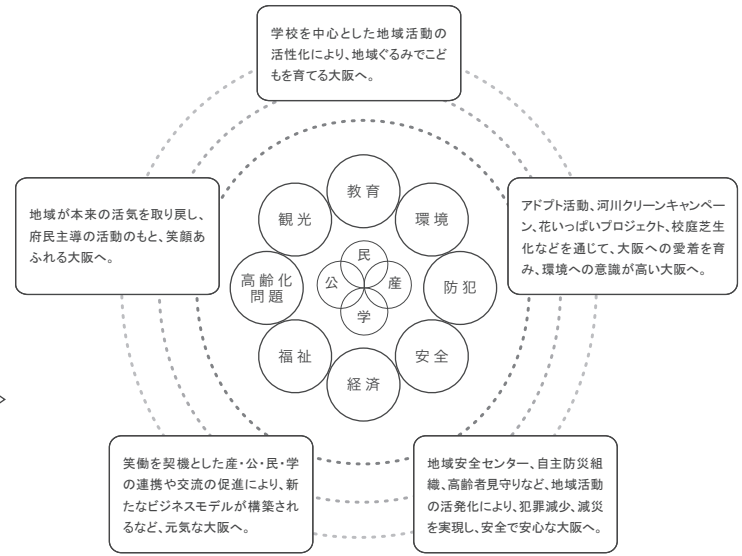 学校を中心とした地域活動の
活性化により、地域ぐるみでこど
もを育てる大阪へ。
地域が本来の活気を取り戻し、
府民主導の活動のもと、笑顔あ
ふれる大阪へ。
アドプト活動、河川クリーンキャンペー
ン、花いっぱいプロジェクト、校庭芝生
化などを通じて、大阪への愛着を育
み、環境への意識が高い大阪へ。
教育
観光
環境
民
公
産
学
高齢化
問題
防犯
福祉
安全
経済
笑働を契機とした産・公・民・学
の連携や交流の促進により、新
たなビジネスモデルが構築され
るなど、元気な大阪へ。
地域安全センター、自主防災組
織、高齢者見守りなど、地域活動
の活発化により、犯罪減少、減災
を実現し、安全で安心な大阪へ。